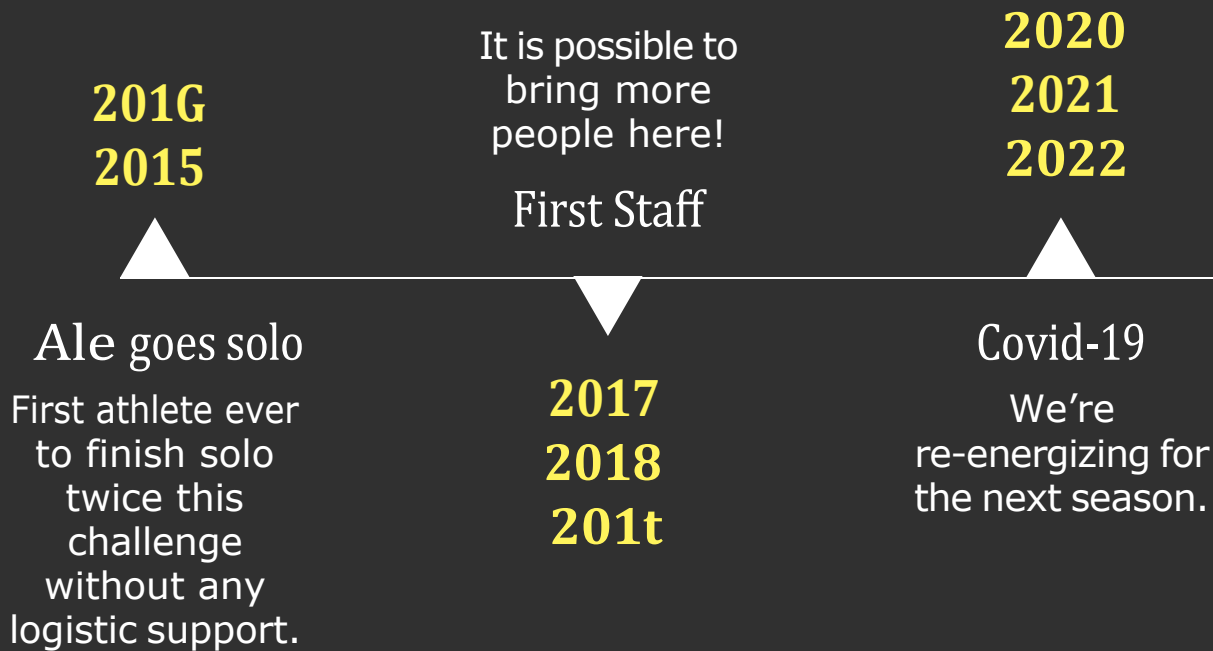 201G
2015
Ale goes solo
First athlete ever
to finish solo
twice this
challenge
without any
logistic support.
It is possible to
bring more
people here!
First Staff
2017
2018
201t
2020
2021
2022
Covid-19
We’re
re-energizing for
the next season.